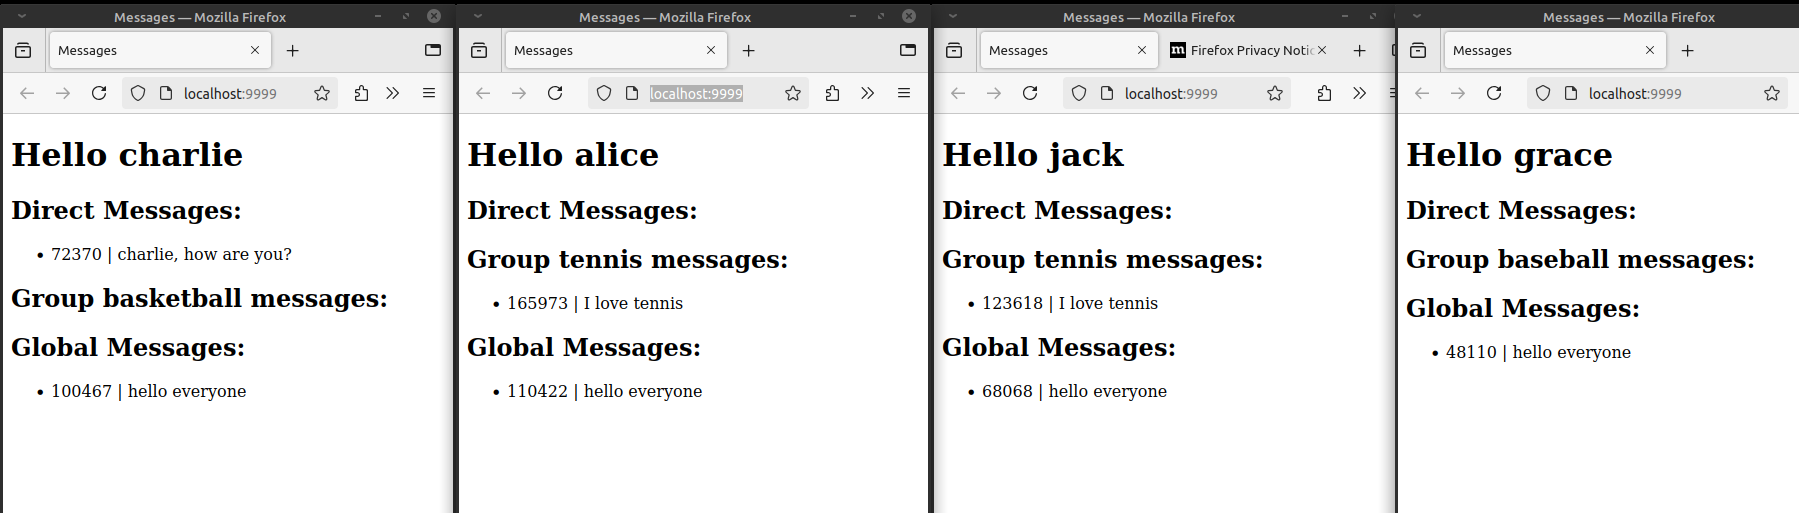 Messages — Mozilla Firefox
Messages
localhost:9999
Hello charlie
Direct Messages:
• 72370 | charlie, how are you?
Group basketball messages:
Global Messages:
• 100467 | hello everyone
Messages — Mozilla Firefox
Messages
localhost:9999
Hello alice
Direct Messages:
Group tennis messages:
• 165973 | I love tennis
Global Messages:
• 110422 | hello everyone
Messages — Mozilla Firefox
Messages
m Firefox Privacy Notic
localhost:9999
Hello jack
Direct Messages:
Group tennis messages:
• 123618 | I love tennis
Global Messages:
• 68068 | hello everyone
Messages — Mozilla Firefox
Messages
localhost:9999
Hello grace
Direct Messages:
Group baseball messages:
Global Messages:
• 48110 | hello everyone